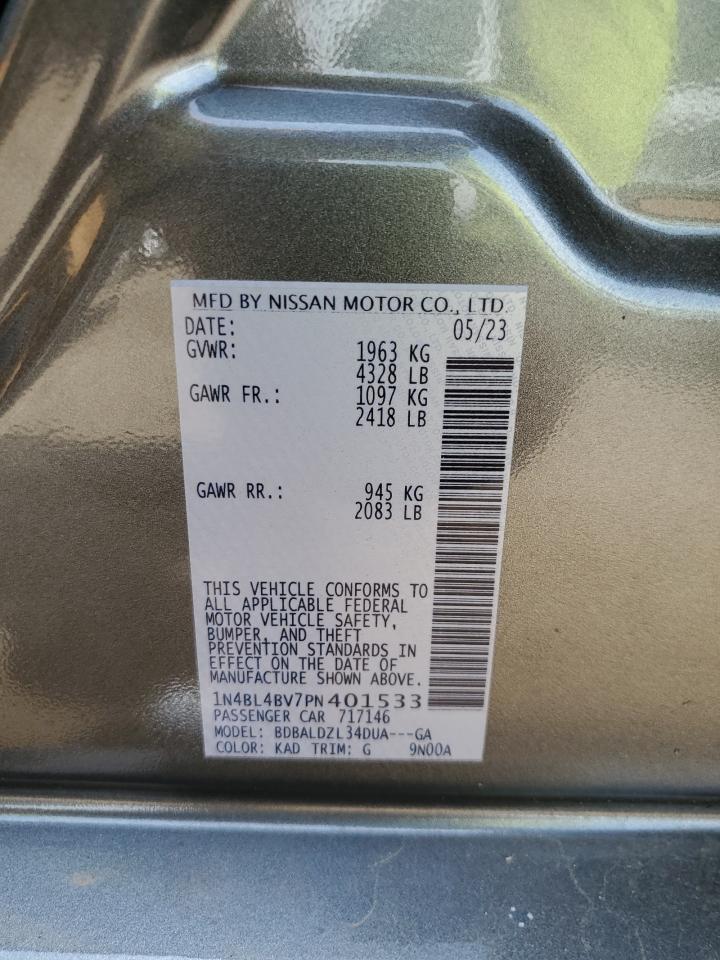 MFD BY NISSAN MOTOR CO., LTD.
DATE: 05/23
GVWR: 1963 KG
4328 LB
GAWR FR.: 1097 KG
2418 LB
GAWR RR.: 945 KG
2083 LB
THIS VEHICLE CONFORMS TO
ALL APPLICABLE FEDERAL
MOTOR VEHICLE SAFETY,
BUMPER, AND THEFT
PREVENTION STANDARDS IN
EFFECT ON THE DATE OF
MANUFACTURE SHOWN ABOVE.
1N4BL4BV7PN401533
PASSENGER CAR 717146
MODEL: BDBALDZL34DUA---GA
COLOR: KAD TRIM: G 9N00A